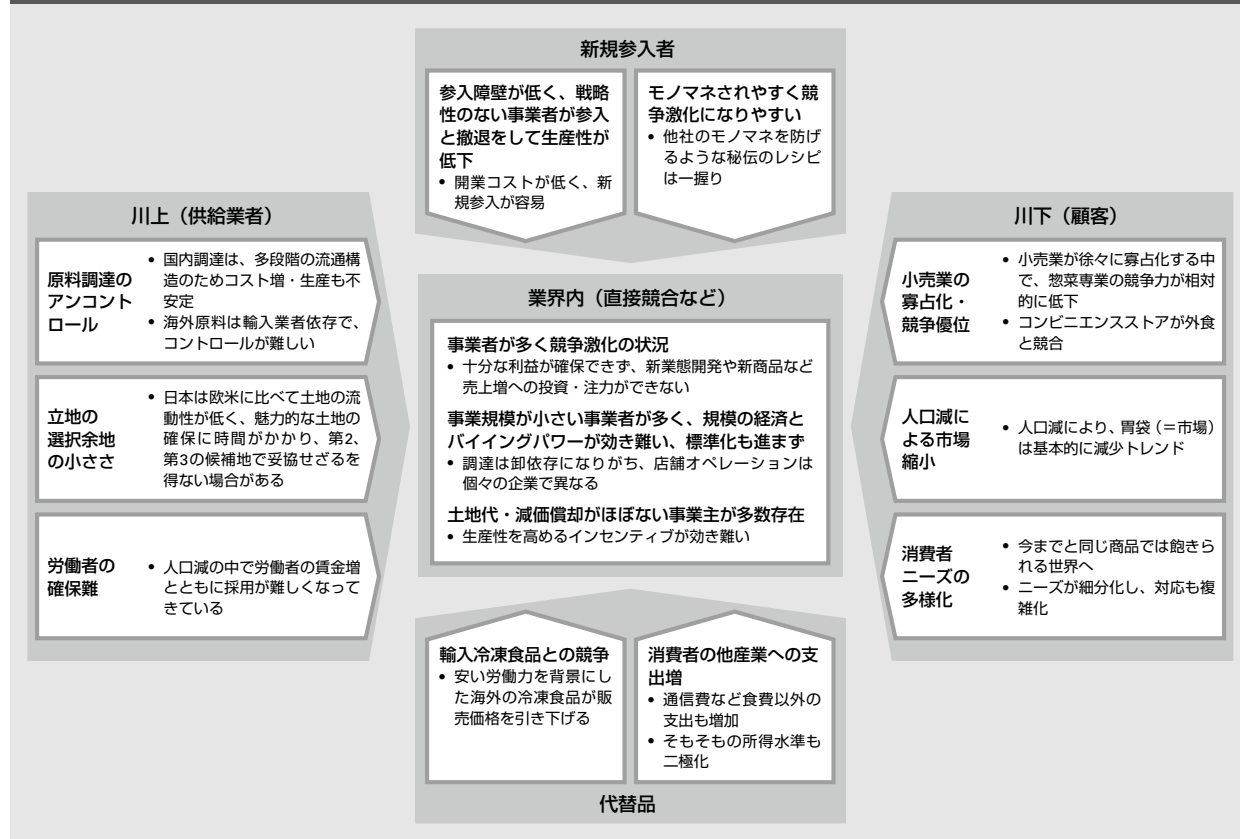 新規参入者
参入障壁が低く、戦略
性のない事業者が参入
と撤退をして生産性が
低下
• 開業コストが低く、新
規参入が容易
モノマネされやすく競
争激化になりやすい
• 他社のモノマネを防げ
るような秘伝のレシピ
は一握り
川上（供給業者）
原料調達の
アンコント
ロール
• 国内調達は、多段階の流通構
造のためコスト増・生産も不
安定
• 海外原料は輸入業者依存で、
コントロールが難しい
立地の
選択余地
の小ささ
• 日本は欧米に比べて土地の流
動性が低く、魅力的な土地の
確保に時間がかかり、第2、
第3の候補地で妥協せざるを
得ない場合がある
労働者の
確保難
• 人口減の中で労働者の賃金増
とともに採用が難しくなって
きている
業界内（直接競合など）
事業者が多く競争激化の状況
• 十分な利益が確保できず、新業態開発や新商品など
売上増への投資・注力ができない
事業規模が小さい事業者が多く、規模の経済と
バイイングパワーが効き難い、標準化も進まず
• 調達は卸依存になりがち、店舗オペレーションは
個々の企業で異なる
土地代・減価償却がほぼない事業主が多数存在
• 生産性を高めるインセンティブが効き難い
川下（顧客）
小売業の
寡占化・
競争優位
• 小売業が徐々に寡占化する中
で、惣菜専業の競争力が相対
的に低下
• コンビニエンスストアが外食
と競合
人口減に
よる市場
縮小
• 人口減により、胃袋（＝市場）
は基本的に減少トレンド
消費者
ニーズの
多様化
• 今までと同じ商品では飽きら
れる世界へ
• ニーズが細分化し、対応も複
雑化
輸入冷凍食品との競争
• 安い労働力を背景にし
た海外の冷凍食品が販
売価格を引き下げる
消費者の他産業への支
出増
• 通信費など食費以外の
支出も増加
• そもそもの所得水準も
二極化
代替品